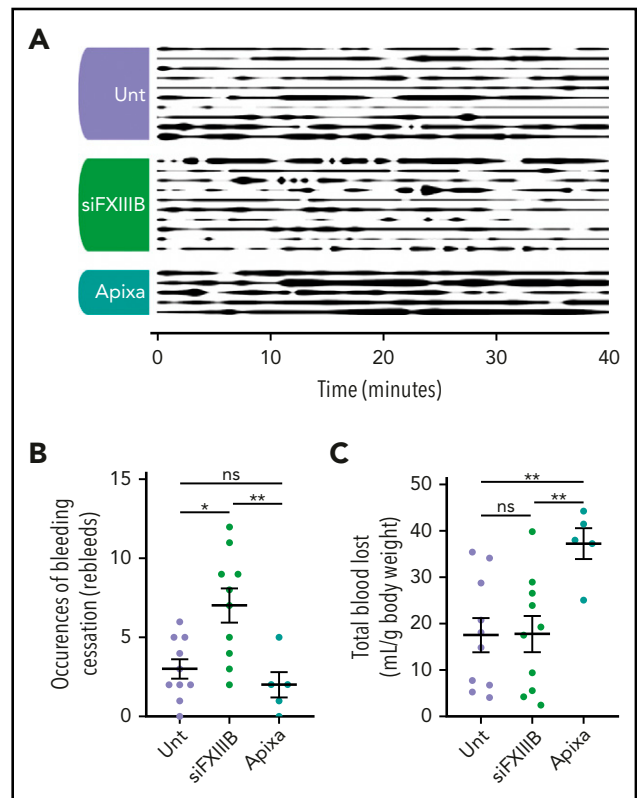 A
Unt
siFXIIIB
Apixa
0 10 20 30 40
Time (minutes)
B
Occurences of bleeding
cessation (rebleeds)
15
10
5
0
ns
* **
Unt
siFXIIIB
Apixa
C
Total blood lost
(mL/g body weight)
50
40
30
20
10
0
**
ns **
Unt
siFXIIIB
Apixa